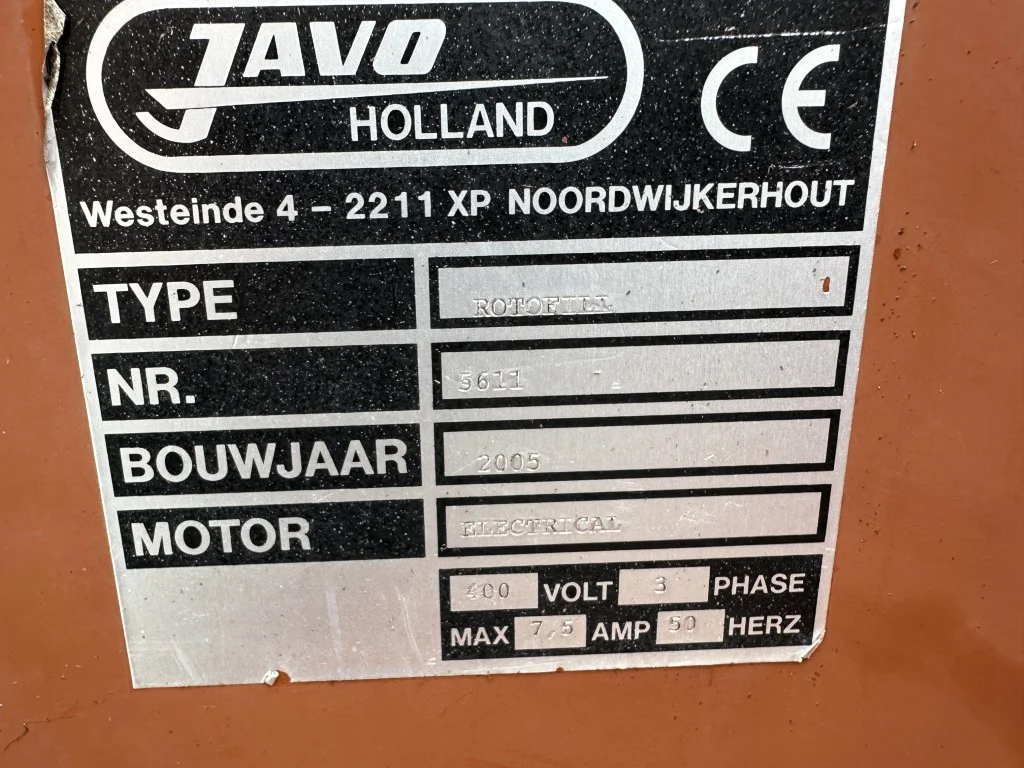 JAVO
HOLLAND
CE
Westeinde 4 - 2211 XP NOORDWIJKERHOUT
TYPE ROTOFILL
NR. 5611
BOUWJAAR 2005
MOTOR ELECTRICAL
400 VOLT 3 PHASE
MAX 7,5 AMP 50 HERZ